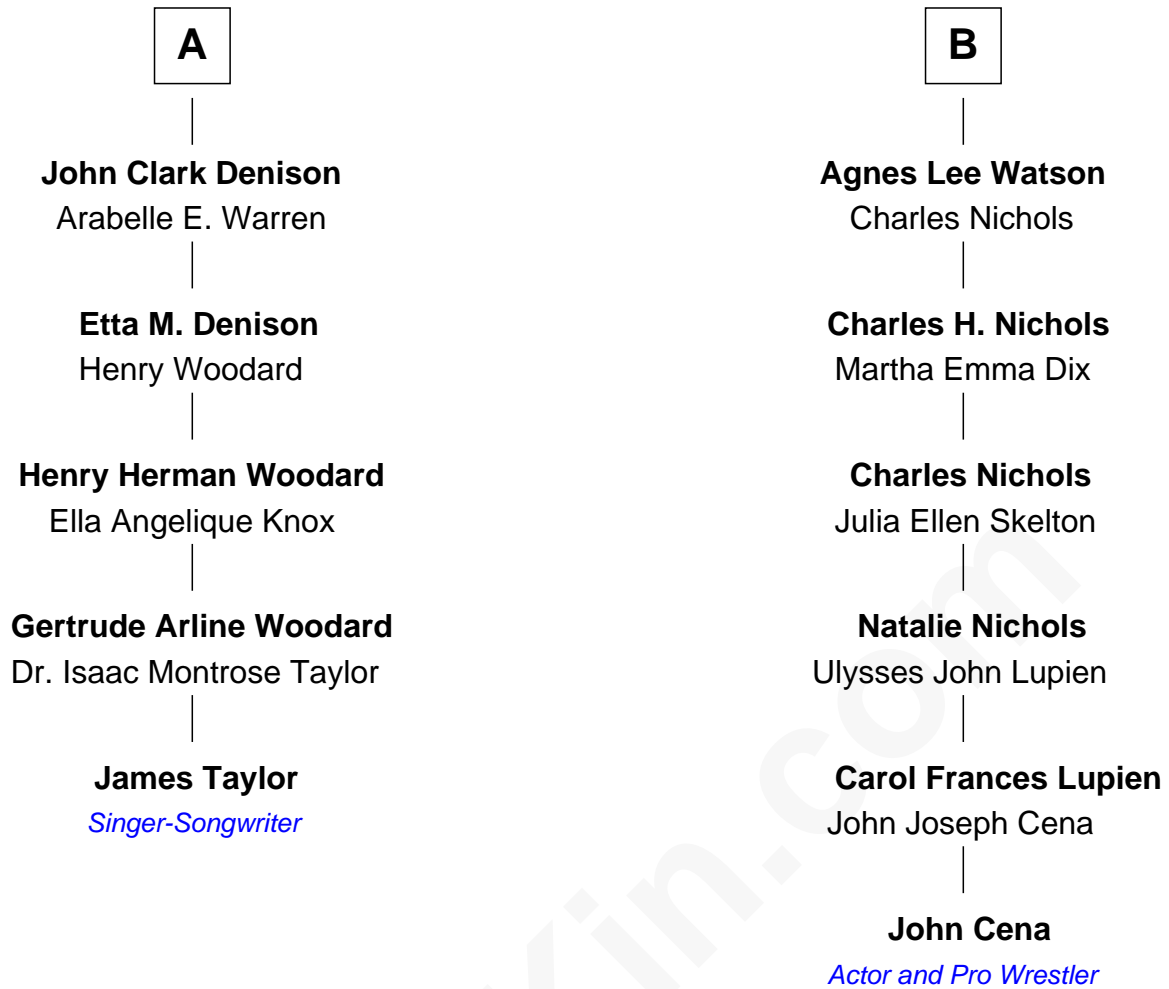 A
John Clark Denison
Arabelle E. Warren
Etta M. Denison
Henry Woodard
Henry Herman Woodard
Ella Angelique Knox
Gertrude Arline Woodard
Dr. Isaac Montrose Taylor
James Taylor
Singer-Songwriter
B
Agnes Lee Watson
Charles Nichols
Charles H. Nichols
Martha Emma Dix
Charles Nichols
Julia Ellen Skelton
Natalie Nichols
Ulysses John Lupien
Carol Frances Lupien
John Joseph Cena
John Cena
Actor and Pro Wrestler
Kin.com